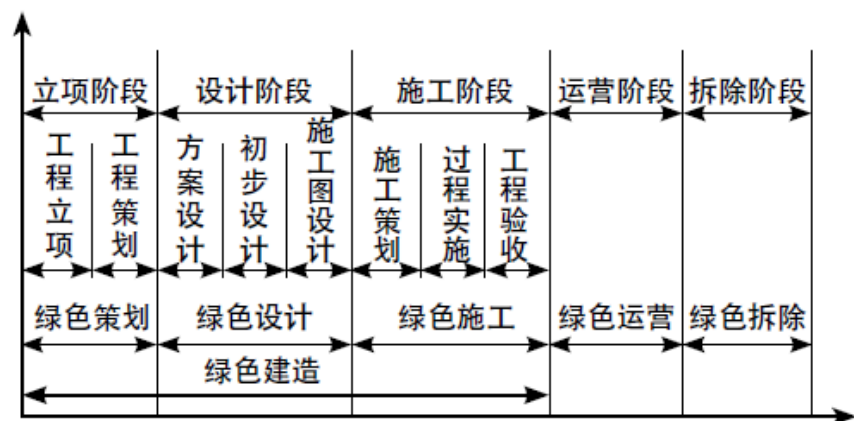 立项阶段
设计阶段
施工阶段
运营阶段
拆除阶段
工程立项
工程策划
方案设计
初步设计
施工图设计
施工策划
过程实施
工程验收
绿色策划
绿色设计
绿色施工
绿色运营
绿色拆除
绿色建造